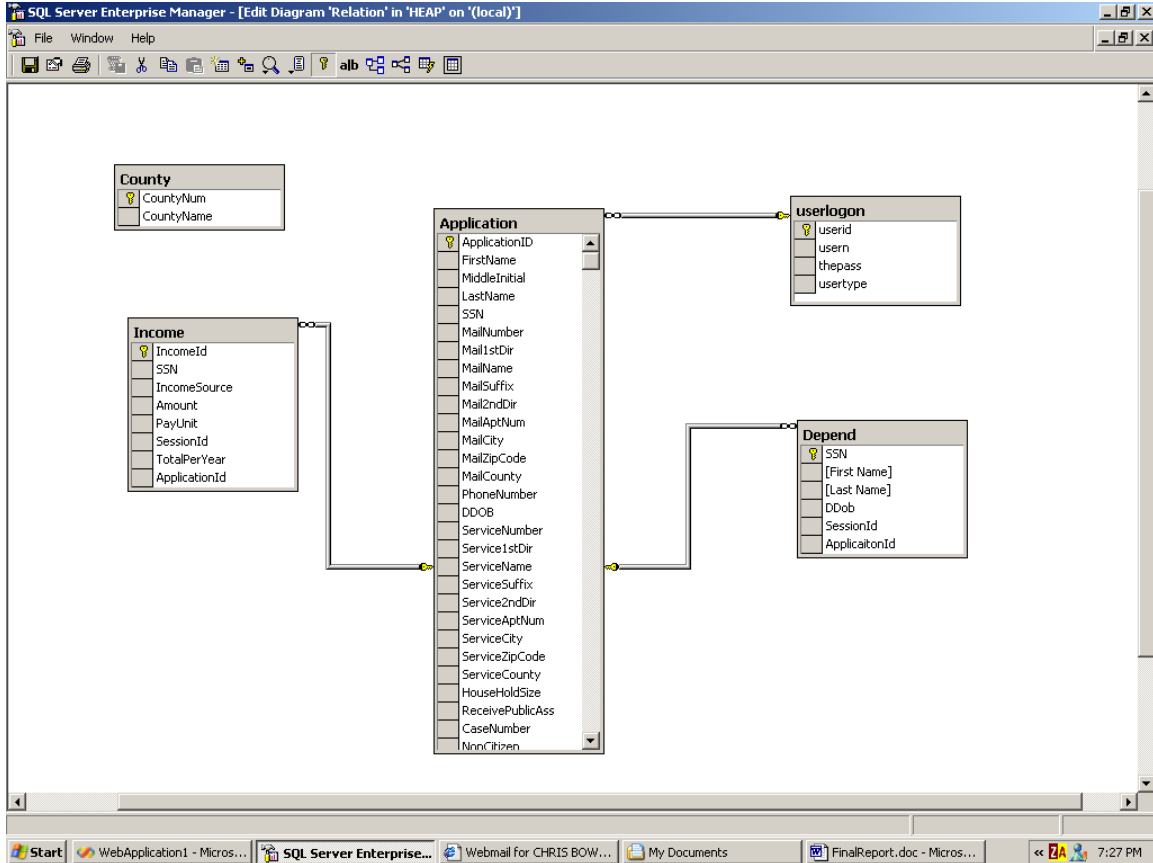 SQL Server Enterprise Manager - [Edit Diagram 'Relation' in 'HEAP' on '(local)']
File Window Help
a|b
County
CountyNum
CountyName
Income
IncomeId
SSN
IncomeSource
Amount
PayUnit
SessionId
TotalPerYear
ApplicationId
Application
ApplicationID
FirstName
MiddleInitial
LastName
SSN
MailNumber
Mail1stDir
MailName
MailSuffix
Mail2ndDir
MailAptNum
MailCity
MailZipCode
MailCounty
PhoneNumber
DDOB
ServiceNumber
Service1stDir
ServiceName
ServiceSuffix
Service2ndDir
ServiceAptNum
ServiceCity
ServiceZipCode
ServiceCounty
HouseHoldSize
ReceivePublicAss
CaseNumber
NonCitizen
userlogon
userid
usern
thepass
usertype
Depend
SSN
[First Name]
[Last Name]
DDob
SessionId
ApplicaitonId
Start WebApplication1 - Micros... SQL Server Enterprise... Webmail for CHRIS BOW... My Documents FinalReport.doc - Micros... « ZA 7:27 PM